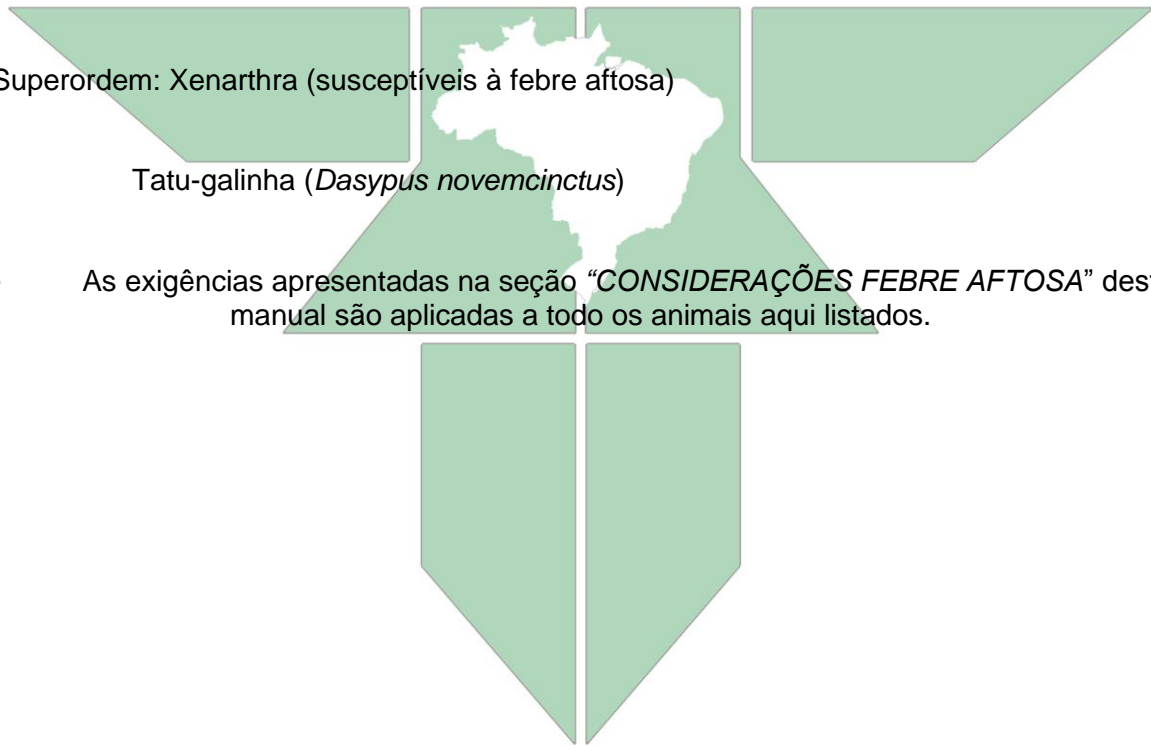 Superordem: Xenarthra (susceptíveis à febre aftosa)
Tatu-galinha (Dasypus novemcinctus)
As exigências apresentadas na seção “CONSIDERAÇÕES FEBRE AFTOSA” dest
manual são aplicadas a todo os animais aqui listados.